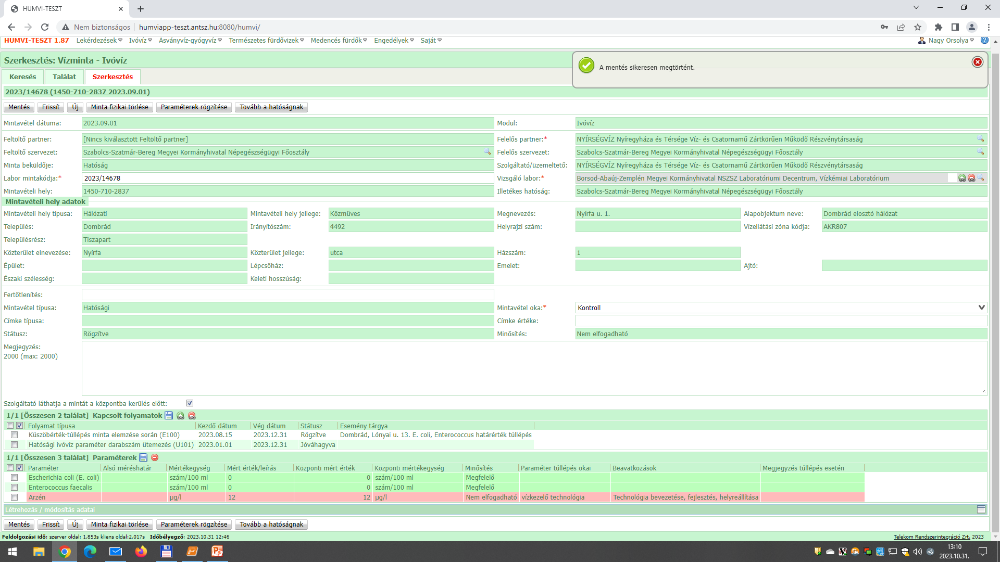 HUMVI-TESZT
Nem biztonságos humviapp-teszt.antsz.hu:8080/humvi/
HUMVI-TESZT 1.87 Lekérdezések Ivóvíz Ásványvíz-gyógyvíz Természetes fürdővizek Medencés fürdők Engedélyek Saját Nagy Orsolya
Szerkesztés: Vízminta - Ivóvíz
A mentés sikeresen megtörtént.
Keresés Találat Szerkesztés
2023/14678 (1450-710-2837 2023.09.01)
Mentés Frissít Új Minta fizikai törlése Paraméterek rögzítése Tovább a hatóságnak
Mintavétel dátuma: 2023.09.01 Modul: Ivóvíz
Feltöltő partner: [Nincs kiválasztott Feltöltő partner] Felelős partner:* NYÍRSÉGVÍZ Nyíregyháza és Térsége Víz- és Csatornamű Zártkörűen Működő Részvénytársaság
Feltöltő szervezet: Szabolcs-Szatmár-Bereg Megyei Kormányhivatal Népegészségügyi Főosztály Felelős szervezet: Szabolcs-Szatmár-Bereg Megyei Kormányhivatal Népegészségügyi Főosztály
Minta beküldője: Hatóság Szolgáltató/üzemeltető: NYÍRSÉGVÍZ Nyíregyháza és Térsége Víz- és Csatornamű Zártkörűen Működő Részvénytársaság
Labor mintakódja:* 2023/14678 Vizsgáló labor:* Borsod-Abaúj-Zemplén Megyei Kormányhivatal NSZSZ Laboratóriumi Decentrum, Vízkémiai Laboratórium
Mintavételi hely: 1450-710-2837 Illetékes hatóság: Szabolcs-Szatmár-Bereg Megyei Kormányhivatal Népegészségügyi Főosztály
Mintavételi hely adatok
Mintavételi hely típusa: Hálózati Mintavételi hely jellege: Közműves Megnevezés: Nyírfa u. 1. Alapobjektum neve: Dombrád elosztó hálózat
Település: Dombrád Irányítószám: 4492 Helyrajzi szám: Vízellátási zóna kódja: AKR807
Településrész: Tiszapart
Közterület elnevezése: Nyírfa Közterület jellege: utca Házszám: 1
Épület: Lépcsőház: Emelet: Ajtó:
Északi szélesség: Keleti hosszúság:
Fertőtlenítés:
Mintavétel típusa: Hatósági Mintavétel oka:* Kontroll
Címke típusa: Címke értéke:
Státusz: Rögzítve Minősítés: Nem elfogadható
Megjegyzés:
2000 (max: 2000)
Szolgáltató láthatja a mintát a központba kerülés előtt:
1/1 [Összesen 2 találat] Kapcsolt folyamatok
Folyamat típusa Kezdő dátum Vég dátum Státusz Esemény tárgya
Küszöbérték-túllépés minta elemzése során (E100) 2023.08.15 2023.12.31 Rögzítve Dombrád, Lónyai u. 13. E. coli, Enterococcus határérték túllépés
Hatósági ivóvíz paraméter darabszám ütemezés (U101) 2023.01.01 2023.12.31 Jóváhagyva
1/1 [Összesen 3 találat] Paraméterek
Paraméter Alsó méréshatár Mértékegység Mért érték/leírás Központi mért érték Központi mértékegység Minősítés Paraméter túllépés okai Beavatkozások Megjegyzés túllépés esetén
Escherichia coli (E. coli) szám/100 ml 0 0 szám/100 ml Megfelelő
Enterococcus faecalis szám/100 ml 0 0 szám/100 ml Megfelelő
Arzén µg/l 12 12 µg/l Nem elfogadható vízkezelő technológia Technológia bevezetése, fejlesztés, helyreállítása
Létrehozás / módosítás adatai
Mentés Frissít Új Minta fizikai törlése Paraméterek rögzítése Tovább a hatóságnak
Feldolgozási idő: szerver oldal: 1,853s kliens oldal:2,017s Időbélyegző: 2023.10.31 12:46 Telekom Rendszerintegráció Zrt. 2023
13:10
2023.10.31.